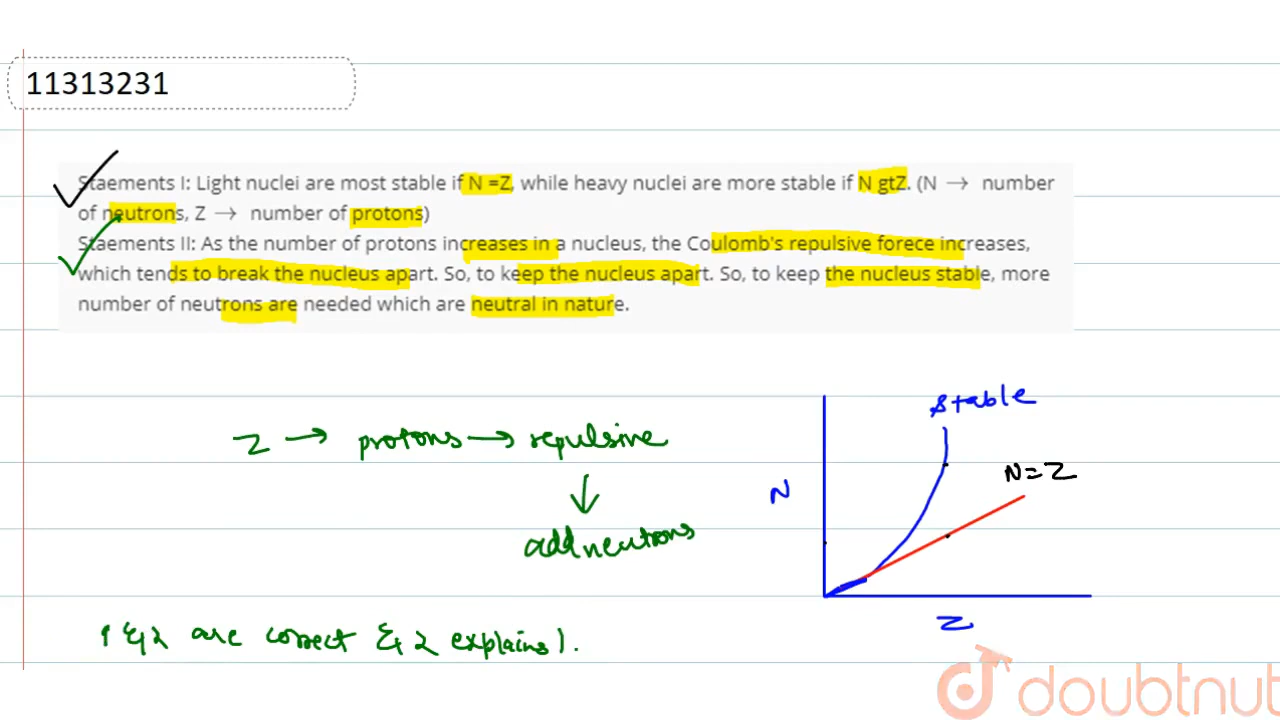 11313231
Staements I: Light nuclei are most stable if N =Z, while heavy nuclei are more stable if N gtZ. (N → number
of neutrons, Z → number of protons)
Staements II: As the number of protons increases in a nucleus, the Coulomb's repulsive forece increases,
which tends to break the nucleus apart. So, to keep the nucleus apart. So, to keep the nucleus stable, more
number of neutrons are needed which are neutral in nature.
stable
Z → protons → repulsive
N=Z
N
↓
add neutrons
Z
1 & 2 are correct & 2 explains 1.
doubtnut